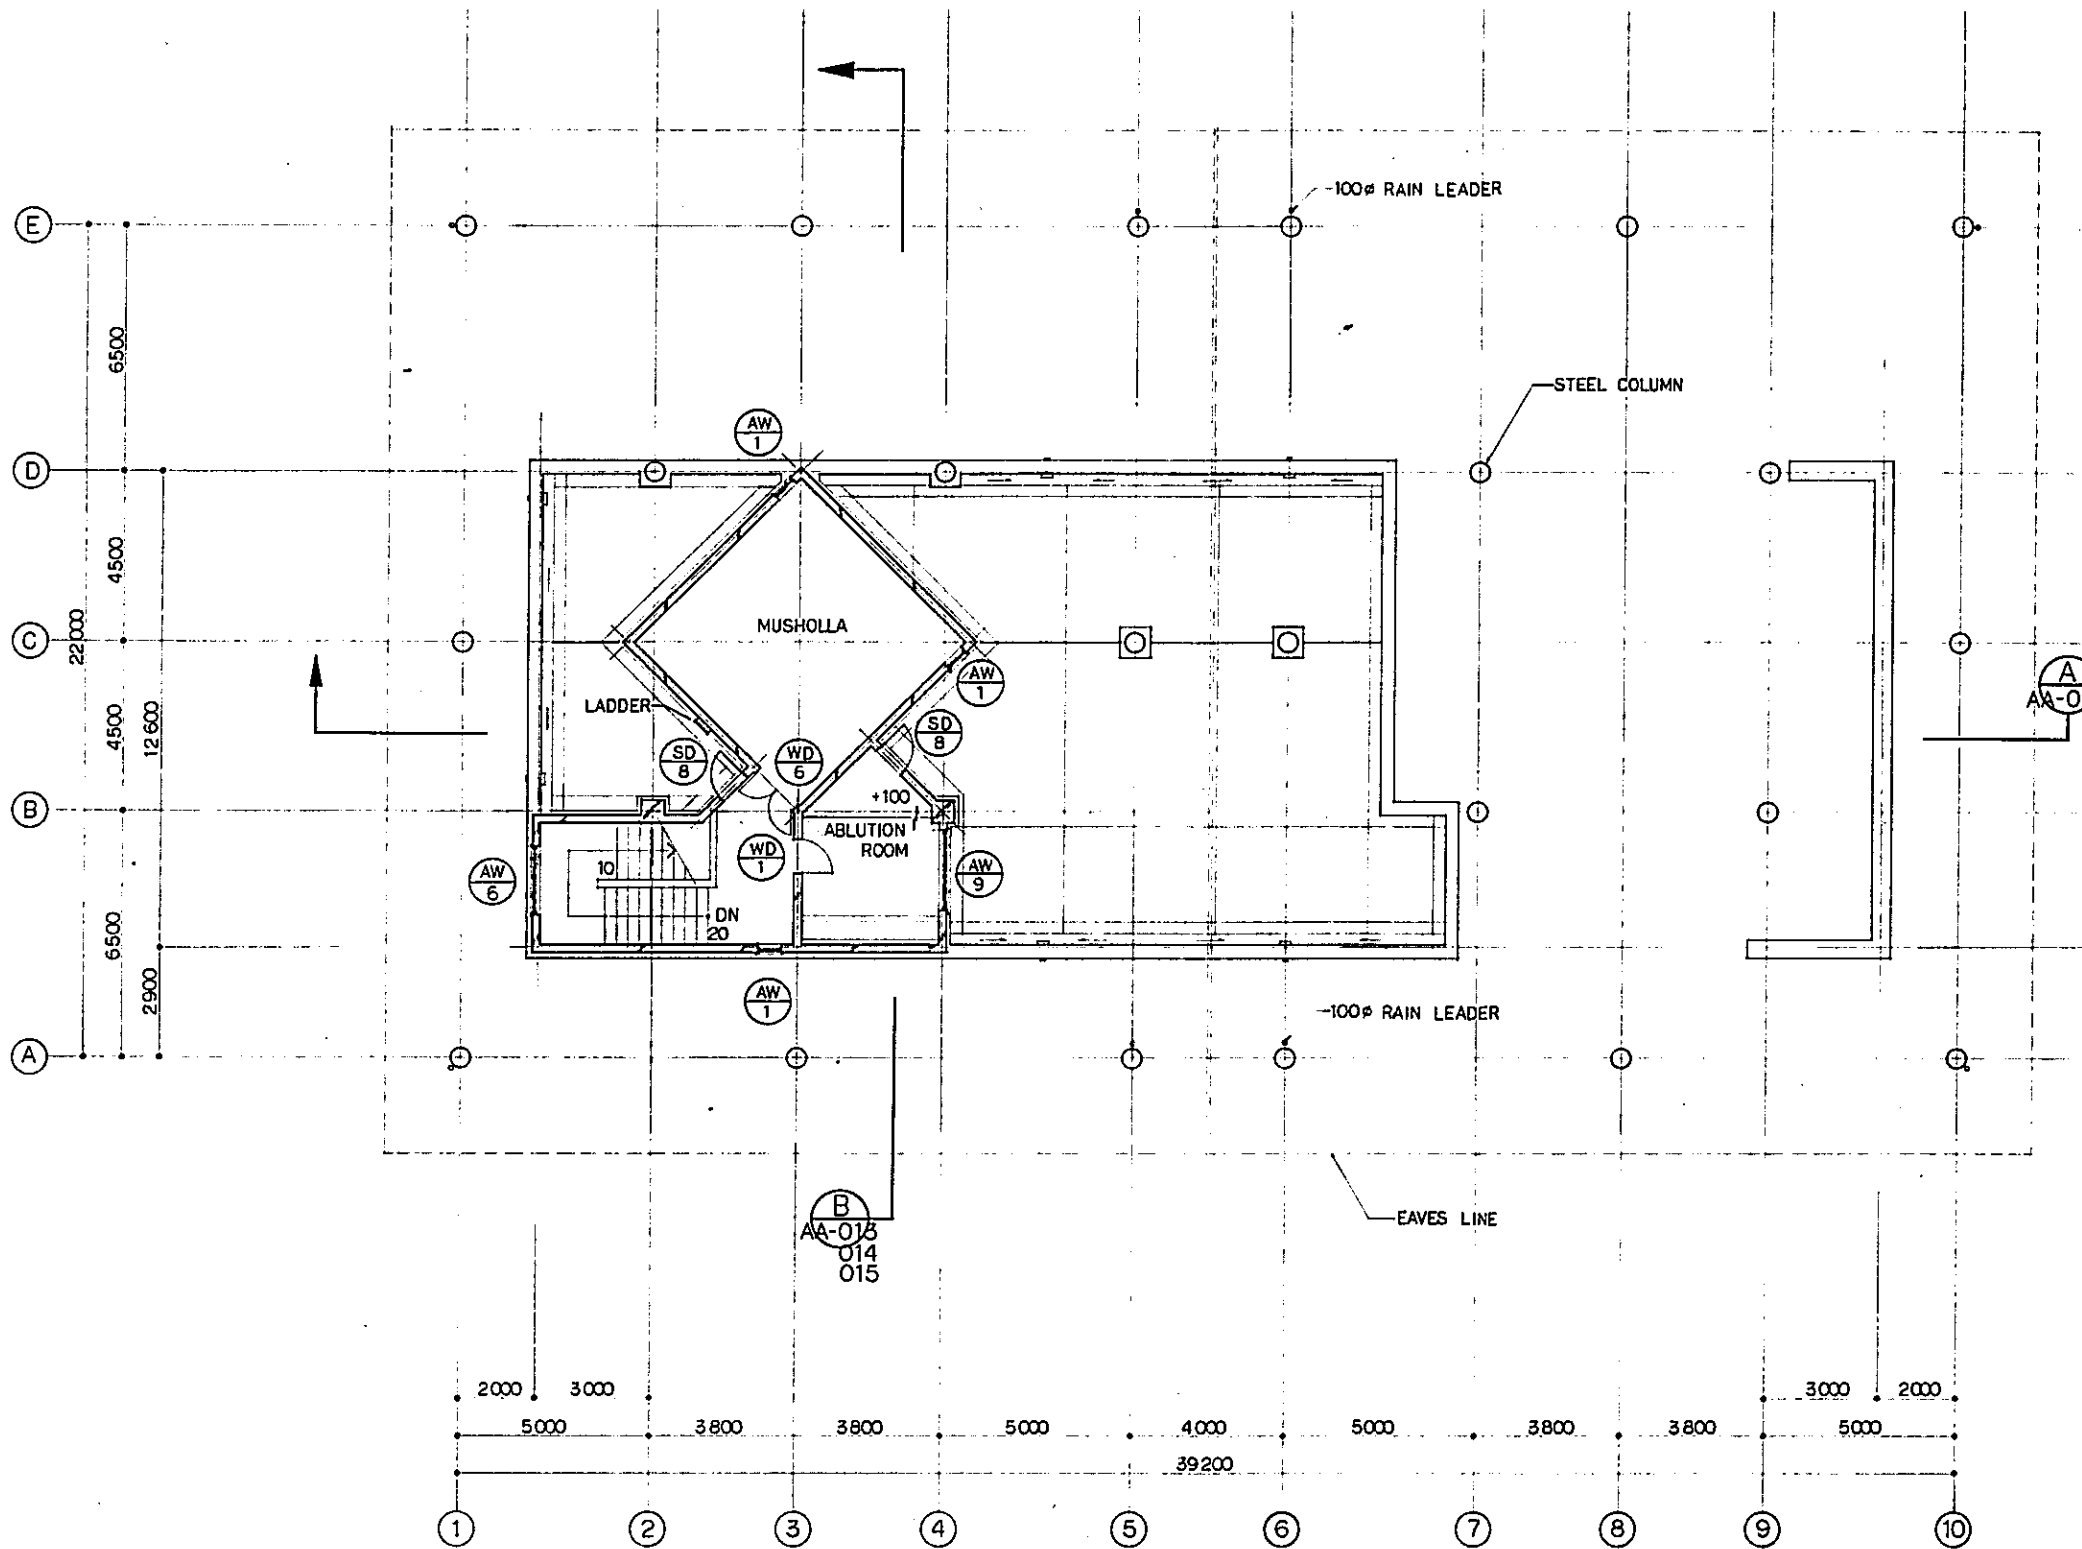 -100ø RAIN LEADER
E
6500
STEEL COLUMN
AW
1
D
4500
22000
C
MUSHOLLA
A
AA-0
AW
1
LADDER
4500
12600
SD
8
WD
6
SD
8
B
+100
ABLUTION
ROOM
WD
1
AW
6
10
AW
9
DN
20
6500
2900
AW
1
-100ø RAIN LEADER
A
B
AA-013
014
015
EAVES LINE
2000 3000 3000 2000
5000 3800 3800 5000 4000 5000 3800 3800 5000
39200
1 2 3 4 5 6 7 8 9 10